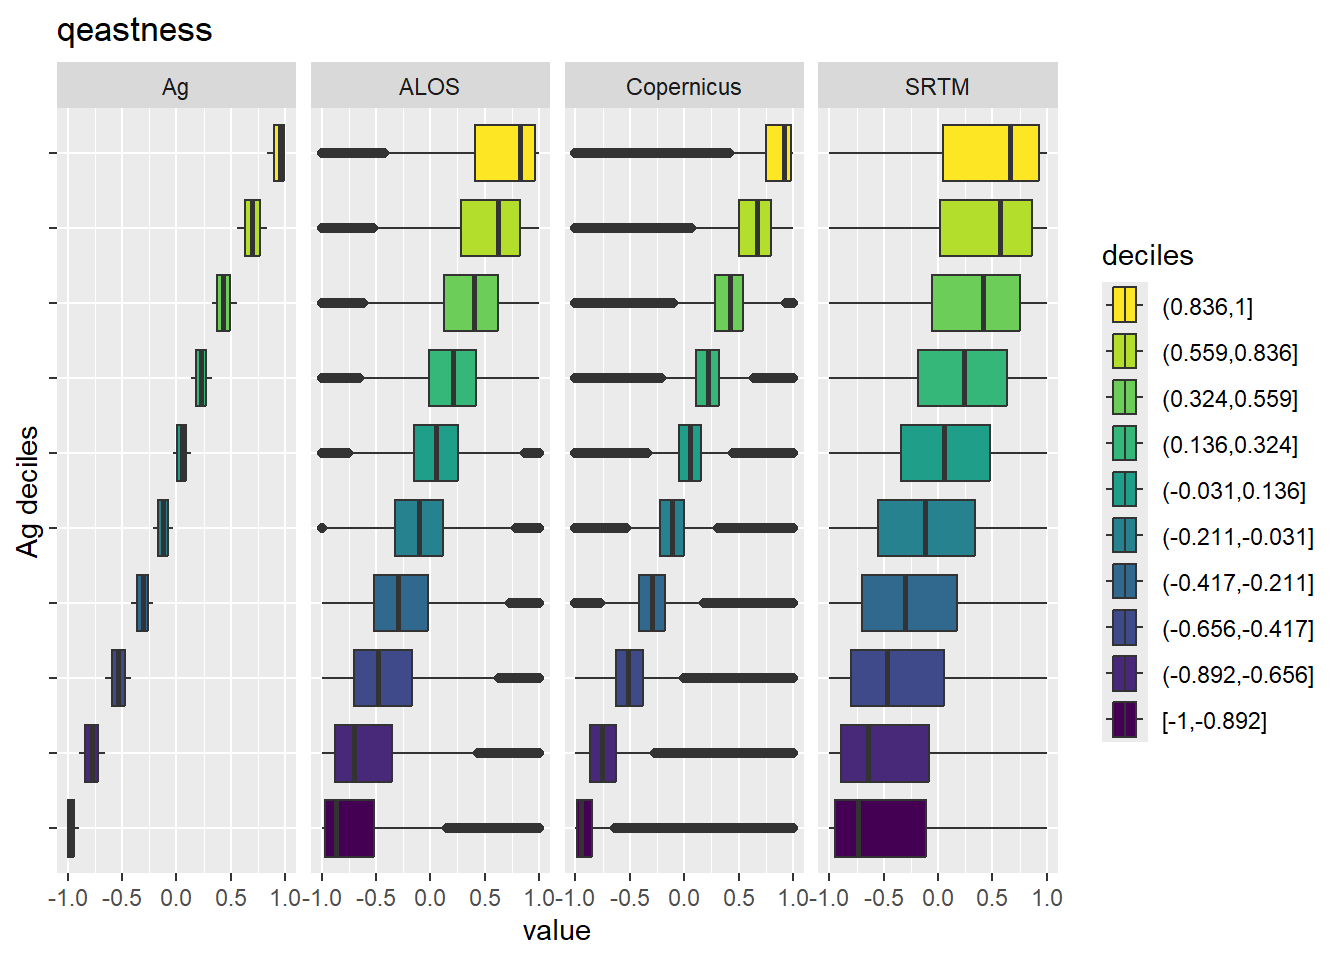 qeastness
Ag
ALOS
Copernicus
SRTM
Ag deciles
-1.0 -0.5 0.0 0.5 1.0
-1.0 -0.5 0.0 0.5 1.0
-1.0 -0.5 0.0 0.5 1.0
-1.0 -0.5 0.0 0.5 1.0
value
deciles
(0.836,1]
(0.559,0.836]
(0.324,0.559]
(0.136,0.324]
(-0.031,0.136]
(-0.211,-0.031]
(-0.417,-0.211]
(-0.656,-0.417]
(-0.892,-0.656]
[-1,-0.892]